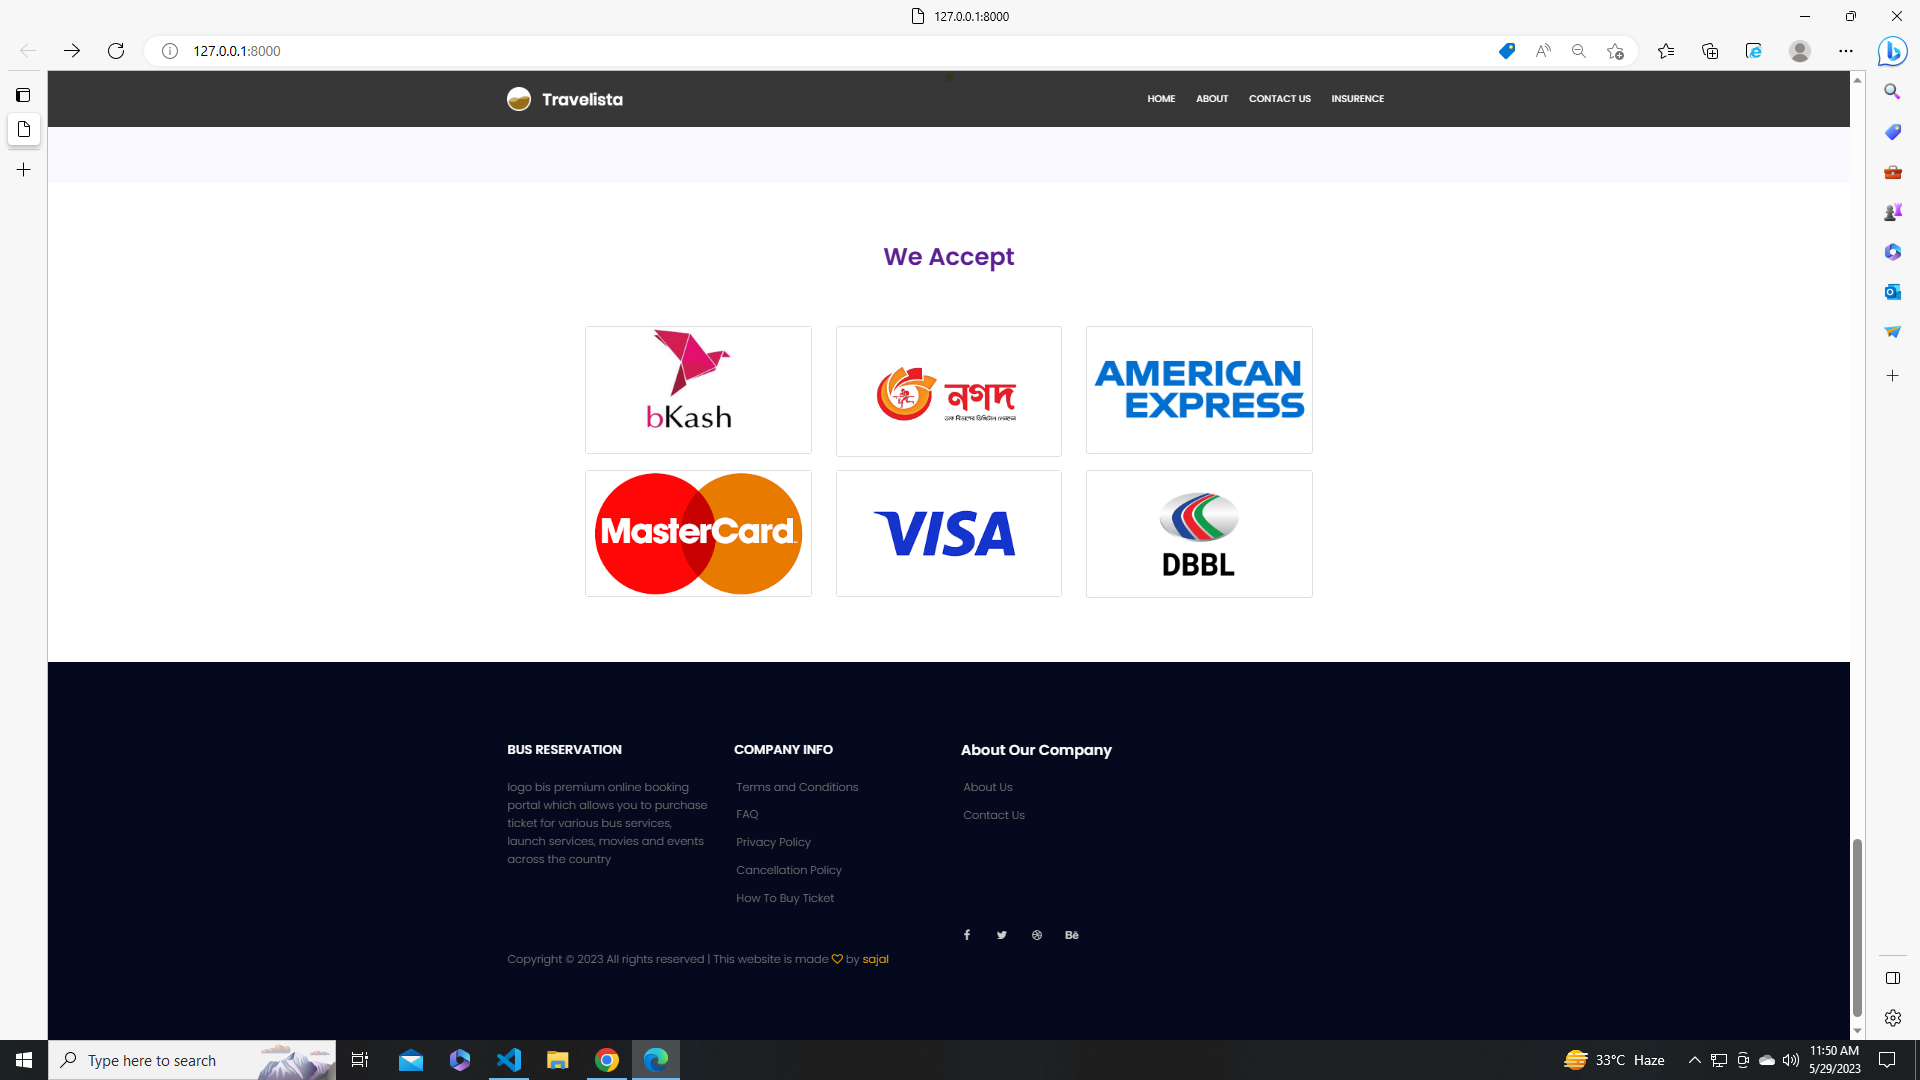 127.0.0.1:8000
127.0.0.1:8000
Travelista
HOME ABOUT CONTACT US INSURENCE
We Accept
bKash
নগদ
ডাক বিভাগের ডিজিটাল লেনদেন
AMERICAN
EXPRESS
MasterCard
VISA
DBBL
BUS RESERVATION
logo bis premium online booking
portal which allows you to purchase
ticket for various bus services,
launch services, movies and events
across the country
COMPANY INFO
Terms and Conditions
FAQ
Privacy Policy
Cancellation Policy
How To Buy Ticket
About Our Company
About Us
Contact Us
Copyright © 2023 All rights reserved | This website is made ♡ by sajal
Type here to search
33°C Haze
11:50 AM
5/29/2023